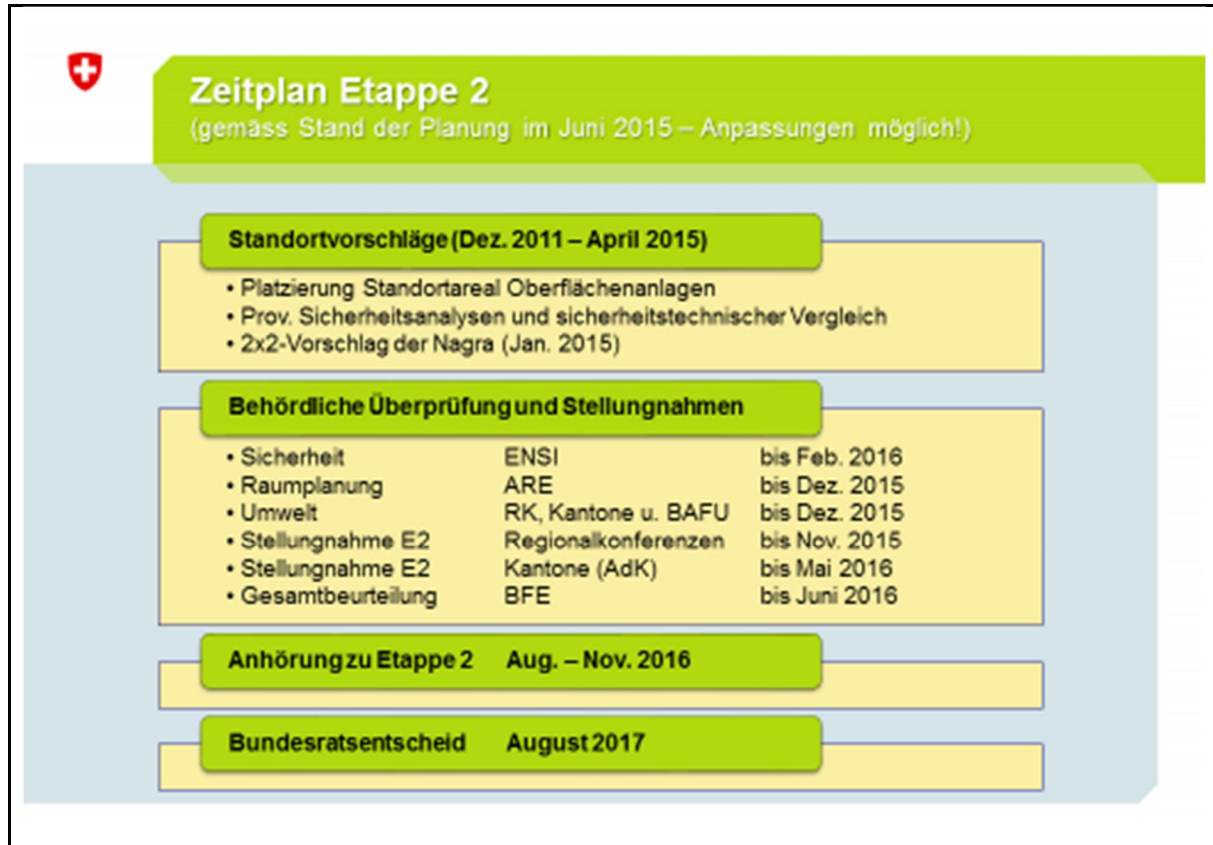 Zeitplan Etappe 2
(gemäss Stand der Planung im Juni 2015 – Anpassungen möglich!)
Standortvorschläge (Dez. 2011 – April 2015)
• Platzierung Standortareal Oberflächenanlagen
• Prov. Sicherheitsanalysen und sicherheitstechnischer Vergleich
• 2x2-Vorschlag der Nagra (Jan. 2015)
Behördliche Überprüfung und Stellungnahmen
• Sicherheit ENSI bis Feb. 2016
• Raumplanung ARE bis Dez. 2015
• Umwelt RK, Kantone u. BAFU bis Dez. 2015
• Stellungnahme E2 Regionalkonferenzen bis Nov. 2015
• Stellungnahme E2 Kantone (AdK) bis Mai 2016
• Gesamtbeurteilung BFE bis Juni 2016
Anhörung zu Etappe 2 Aug. – Nov. 2016
Bundesratsentscheid August 2017